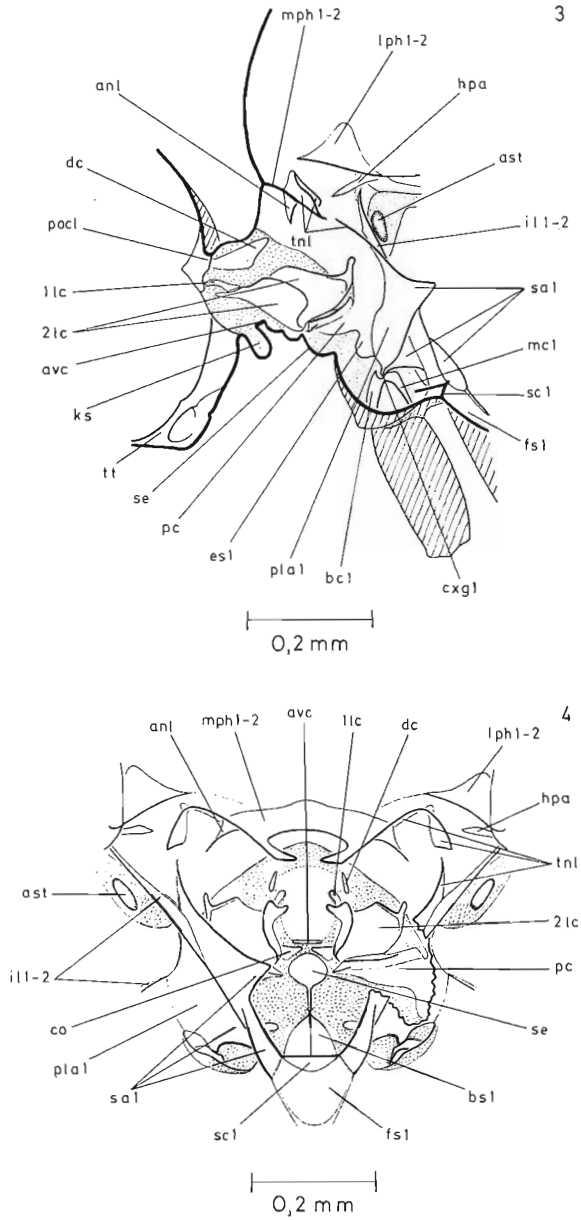 3
mph1-2
lph1-2
anl
hpa
dc
ast
pocl
tnl
il1-2
1lc
sa1
2lc
mc1
avc
sc1
ks
fs1
tt
se
pc
es1
pla1
bc1
cxg1
0,2 mm
4
anl
mph1-2
avc
1lc
dc
lph1-2
hpa
tnl
ast
2lc
il1-2
pc
co
se
pla1
sa1
bs1
sc1
fs1
0,2 mm